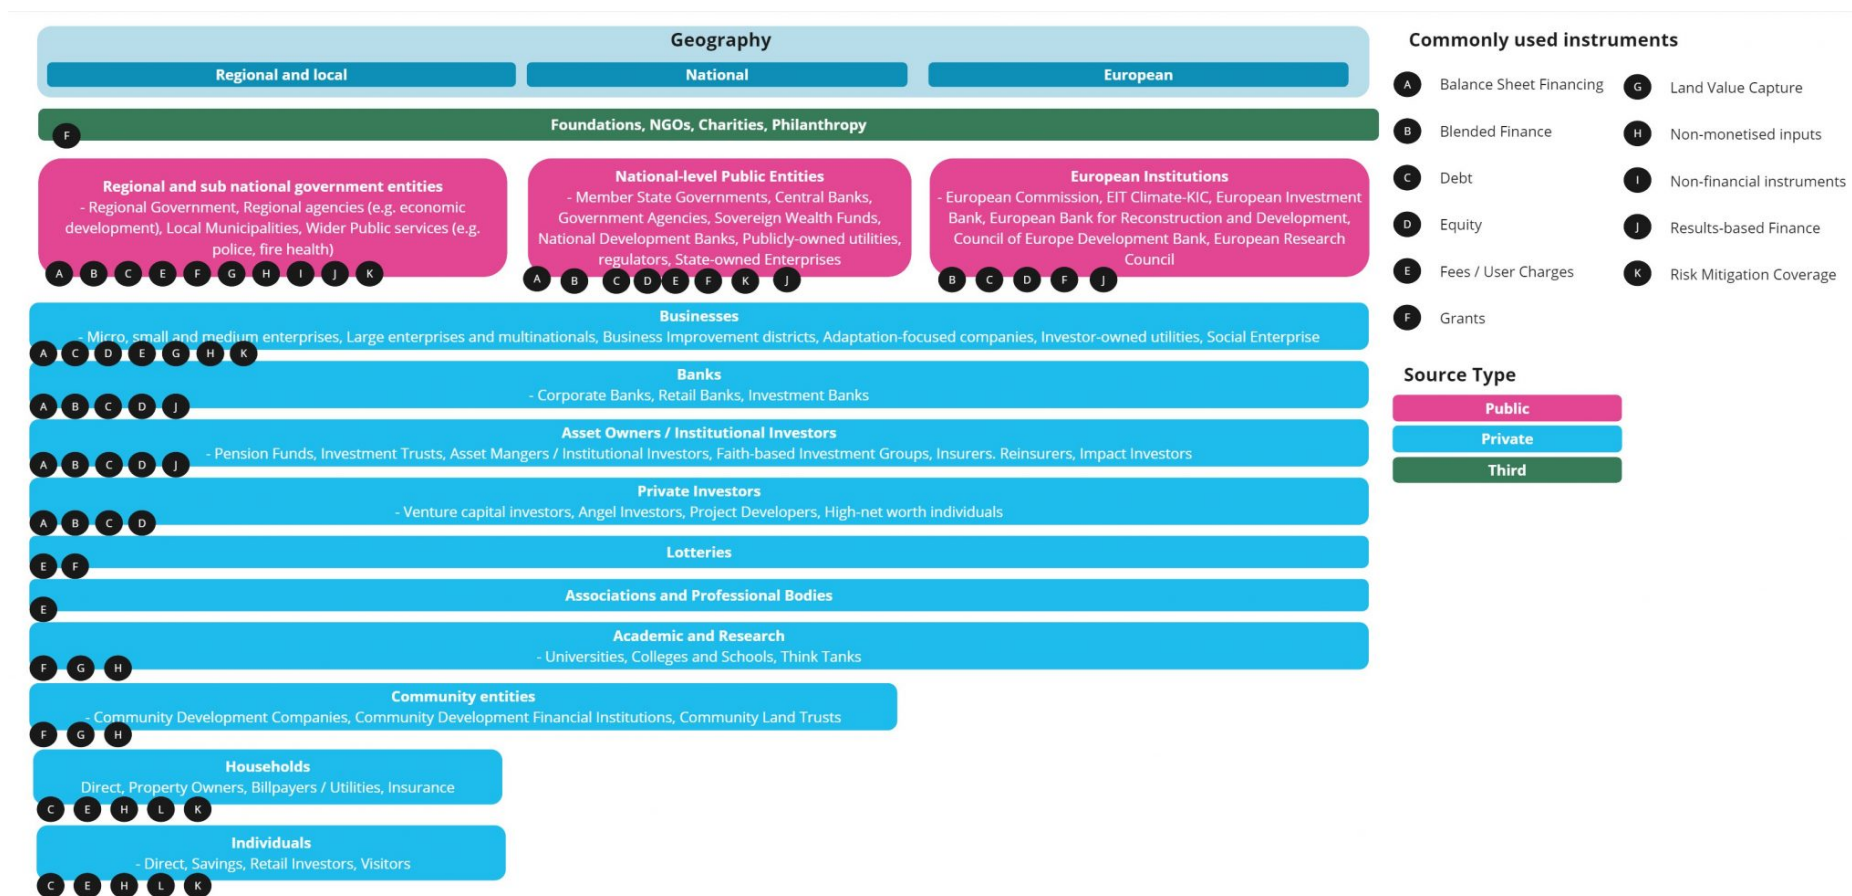 Geography
Regional and local
National
European
Foundations, NGOs, Charities, Philanthropy
F
Regional and sub national government entities
- Regional Government, Regional agencies (e.g. economic
development), Local Municipalities, Wider Public services (e.g.
police, fire health)
A B C E F G H I J K
National-level Public Entities
- Member State Governments, Central Banks,
Government Agencies, Sovereign Wealth Funds,
National Development Banks, Publicly-owned utilities,
regulators, State-owned Enterprises
A B C D E F K J
European Institutions
- European Commission, EIT Climate-KIC, European Investment
Bank, European Bank for Reconstruction and Development,
Council of Europe Development Bank, European Research
Council
B C D F J
Businesses
- Micro, small and medium enterprises, Large enterprises and multinationals, Business Improvement districts, Adaptation-focused companies, Investor-owned utilities, Social Enterprise
A C D E G H K
Banks
- Corporate Banks, Retail Banks, Investment Banks
A B C D J
Asset Owners / Institutional Investors
- Pension Funds, Investment Trusts, Asset Mangers / Institutional Investors, Faith-based Investment Groups, Insurers. Reinsurers, Impact Investors
A B C D J
Private Investors
- Venture capital investors, Angel Investors, Project Developers, High-net worth individuals
A B C D
Lotteries
E F
Associations and Professional Bodies
E
Academic and Research
- Universities, Colleges and Schools, Think Tanks
F G H
Community entities
- Community Development Companies, Community Development Financial Institutions, Community Land Trusts
F G H
Households
Direct, Property Owners, Billpayers / Utilities, Insurance
C E H L K
Individuals
- Direct, Savings, Retail Investors, Visitors
C E H L K
Commonly used instruments
A Balance Sheet Financing
B Blended Finance
C Debt
D Equity
E Fees / User Charges
F Grants
G Land Value Capture
H Non-monetised inputs
I Non-financial instruments
J Results-based Finance
K Risk Mitigation Coverage
Source Type
Public
Private
Third